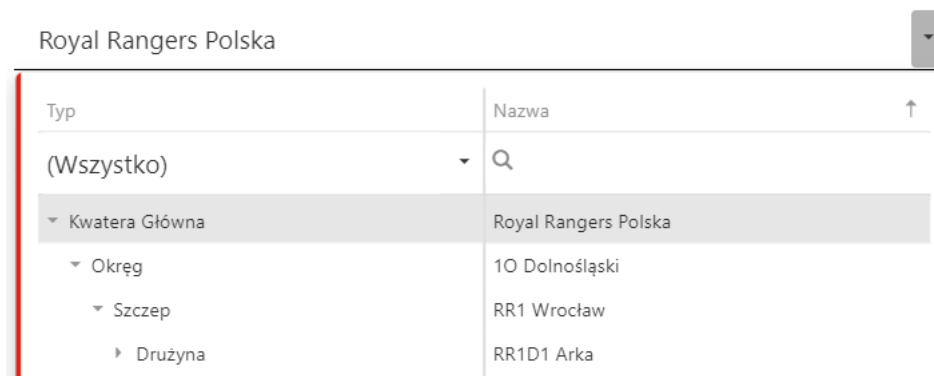 Royal Rangers Polska
Typ Nazwa
(Wszystko)
Kwatera Główna Royal Rangers Polska
Okręg 1O Dolnośląski
Szczep RR1 Wrocław
Drużyna RR1D1 Arka